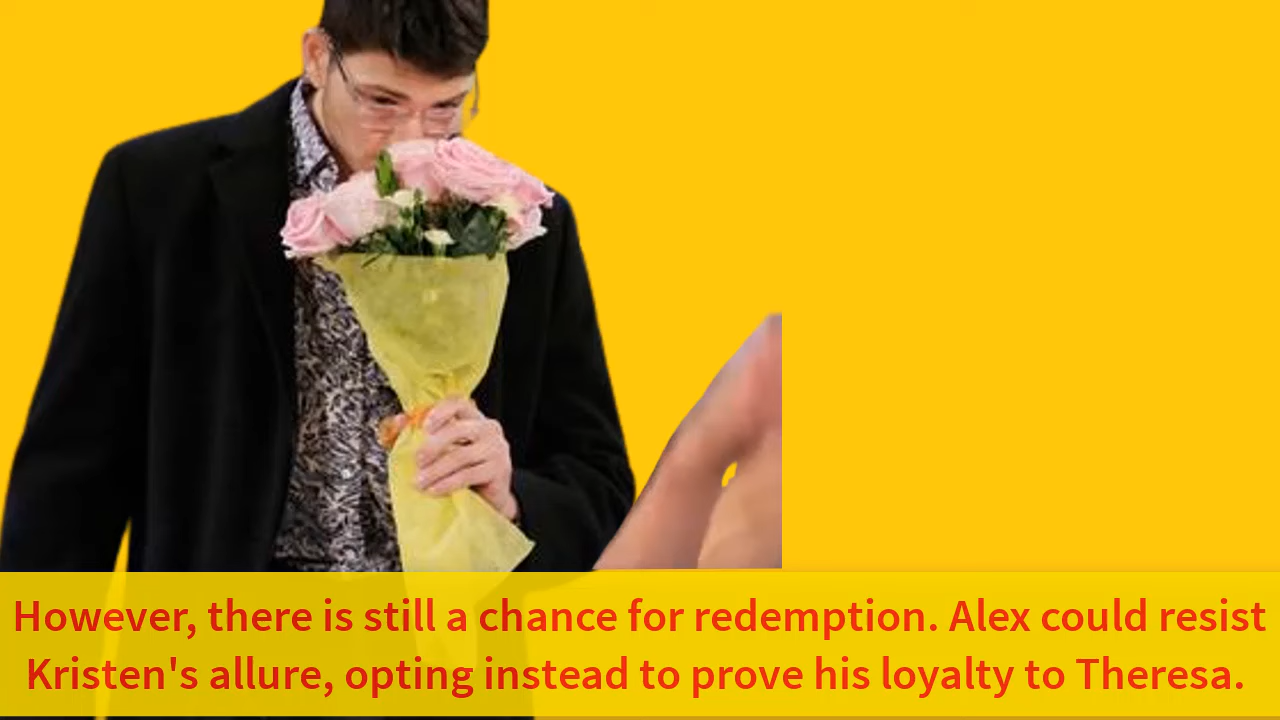 However, there is still a chance for redemption. Alex could resist
Kristen's allure, opting instead to prove his loyalty to Theresa.